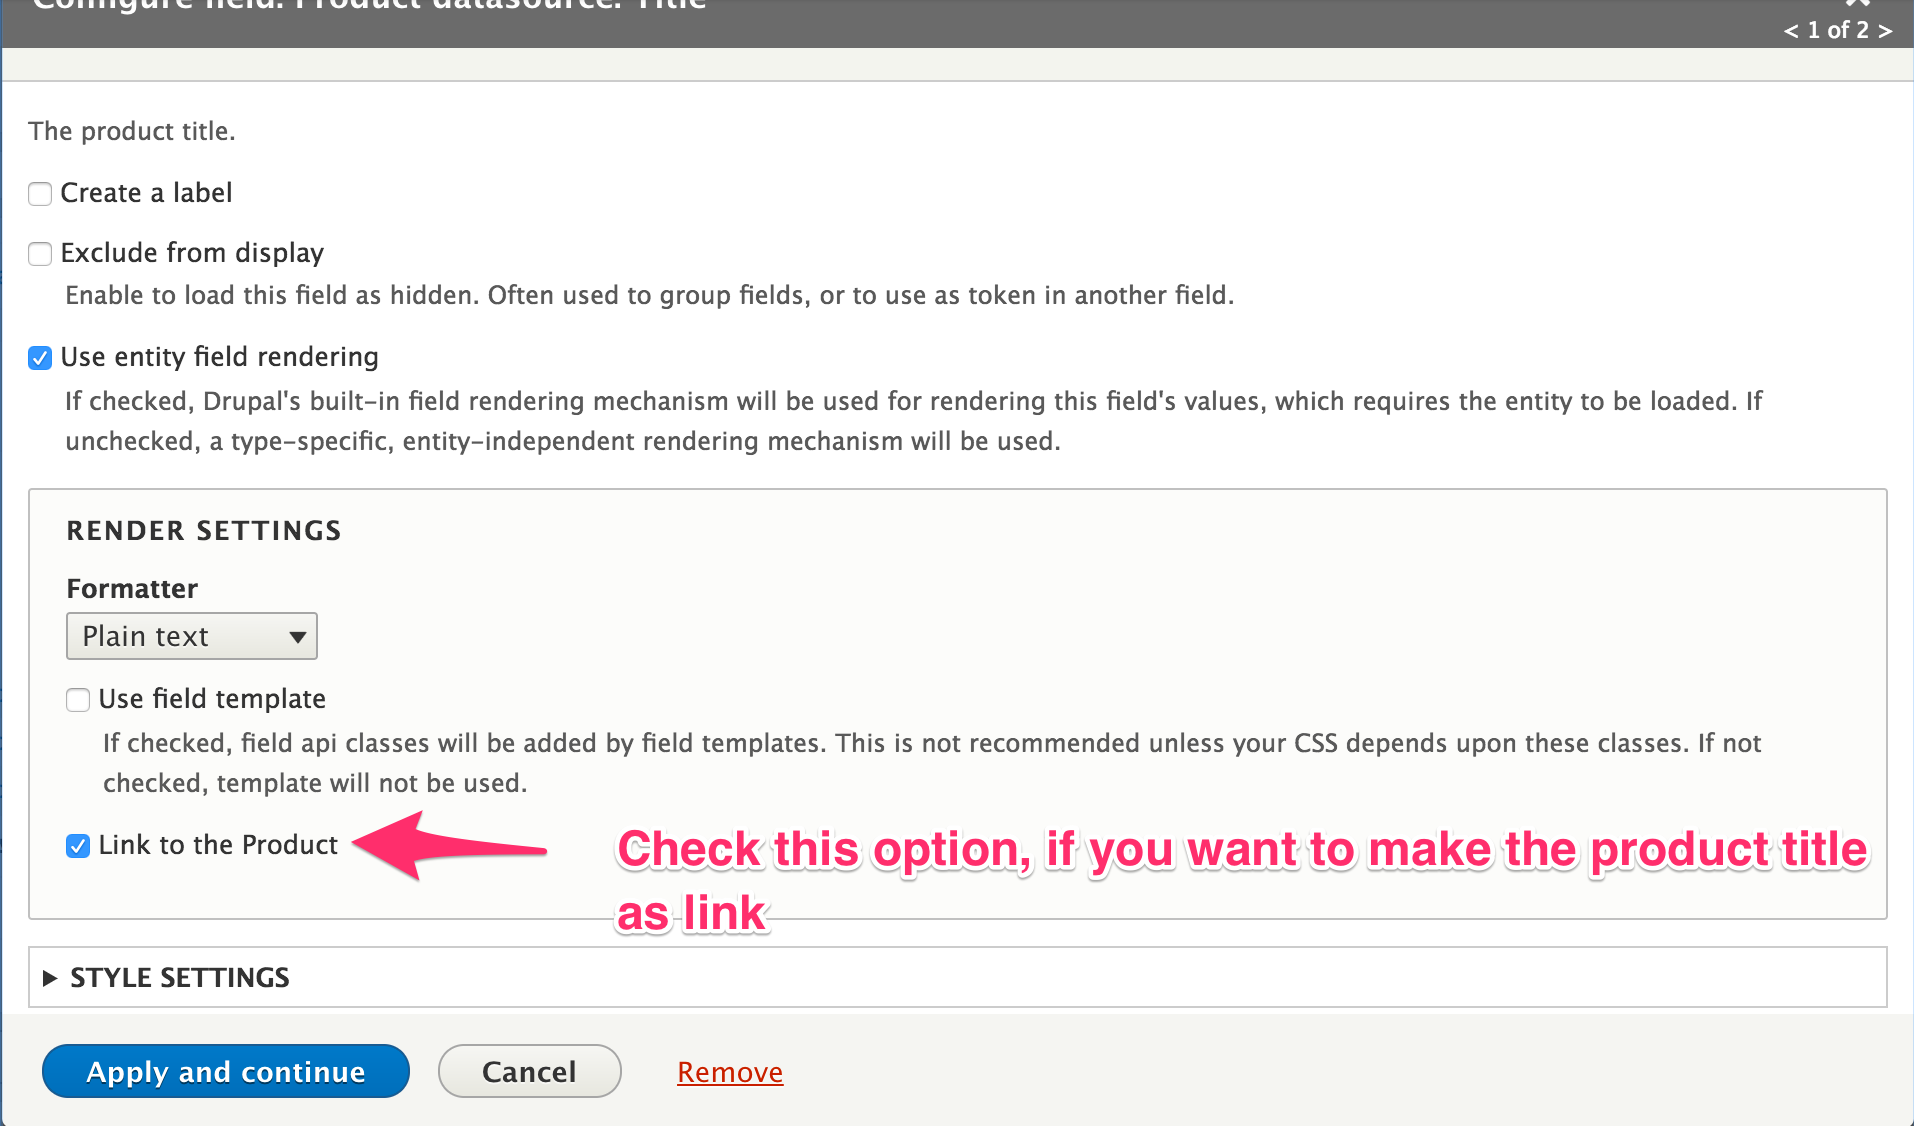 Configure field: Product datasource: Title
< 1 of 2 >
The product title.
Create a label
Exclude from display
Enable to load this field as hidden. Often used to group fields, or to use as token in another field.
Use entity field rendering
If checked, Drupal's built-in field rendering mechanism will be used for rendering this field's values, which requires the entity to be loaded. If
unchecked, a type-specific, entity-independent rendering mechanism will be used.
RENDER SETTINGS
Formatter
Plain text
Use field template
If checked, field api classes will be added by field templates. This is not recommended unless your CSS depends upon these classes. If not
checked, template will not be used.
Link to the Product
Check this option, if you want to make the product title
as link
STYLE SETTINGS
Apply and continue
Cancel
Remove